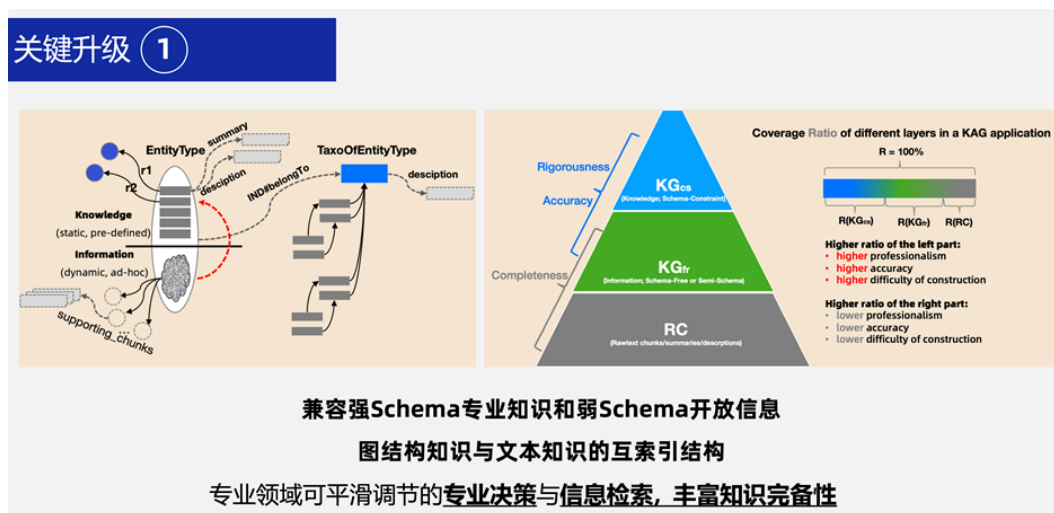 关键升级 1
summary
EntityType
TaxoOfEntityType
r1
r2
desciption
IND#belongTo
desciption
Knowledge
(static, pre-defined)
Information
(dynamic, ad-hoc)
supporting_chunks
...
Coverage Ratio of different layers in a KAG application
R = 100%
R(KGcs) R(KGfr) R(RC)
Rigorousness
Accuracy
Completeness
KGcs
(Knowledge; Schema-Constraint)
KGfr
(Information; Schema-Free or Semi-Schema)
RC
(Rawtext chunks/summaries/descrptions)
Higher ratio of the left part:
• higher professionalism
• higher accuracy
• higher difficulty of construction
Higher ratio of the right part:
• lower professionalism
• lower accuracy
• lower difficulty of construction
兼容强Schema专业知识和弱Schema开放信息
图结构知识与文本知识的互索引结构
专业领域可平滑调节的专业决策与信息检索，丰富知识完备性